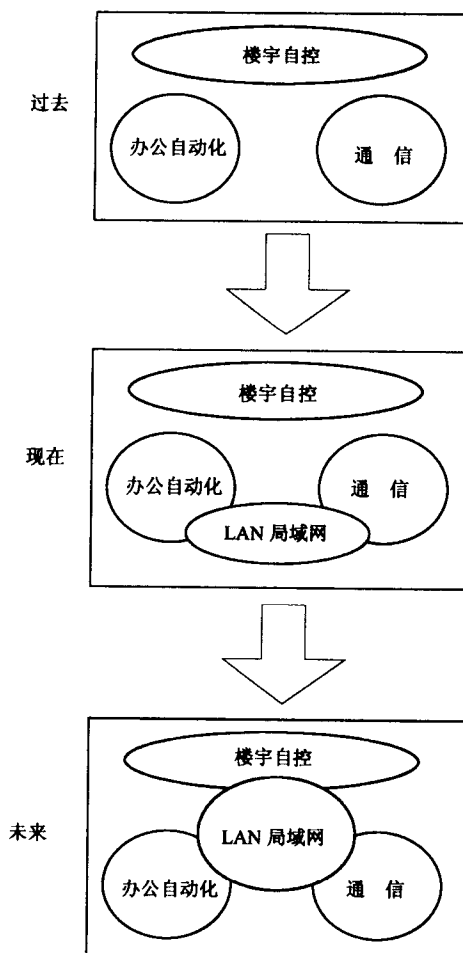 楼宇自控
过去
办公自动化
通 信
楼宇自控
现在
办公自动化
通 信
LAN 局域网
楼宇自控
未来
LAN 局域网
办公自动化
通 信